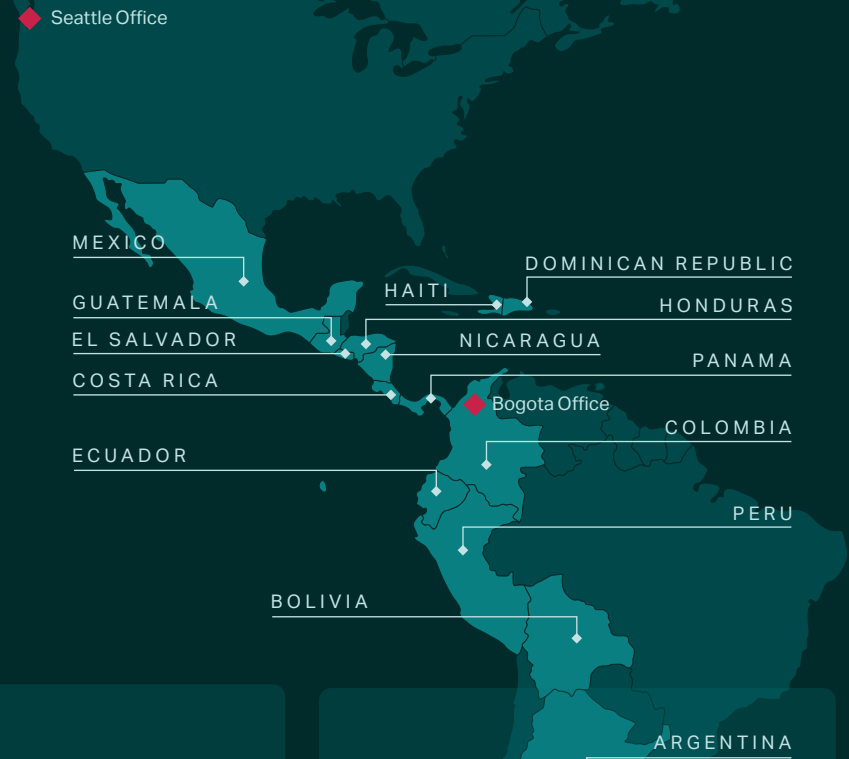 Seattle Office
MEXICO
DOMINICAN REPUBLIC
HAITI
GUATEMALA
HONDURAS
EL SALVADOR
NICARAGUA
PANAMA
COSTA RICA
Bogota Office
COLOMBIA
ECUADOR
PERU
BOLIVIA
ARGENTINA